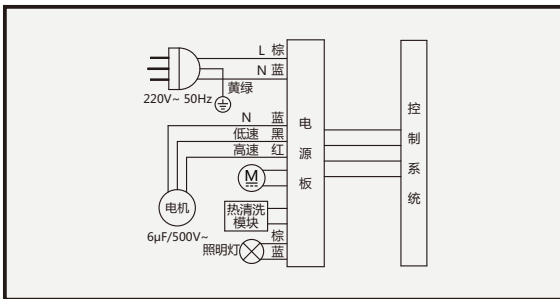 L 棕
N 蓝
黄绿
220V~ 50Hz
N 蓝
低速 黑
高速 红
M
电机
6μF/500V~
热清洗
模块
照明灯
棕
蓝
电源板
控制系统